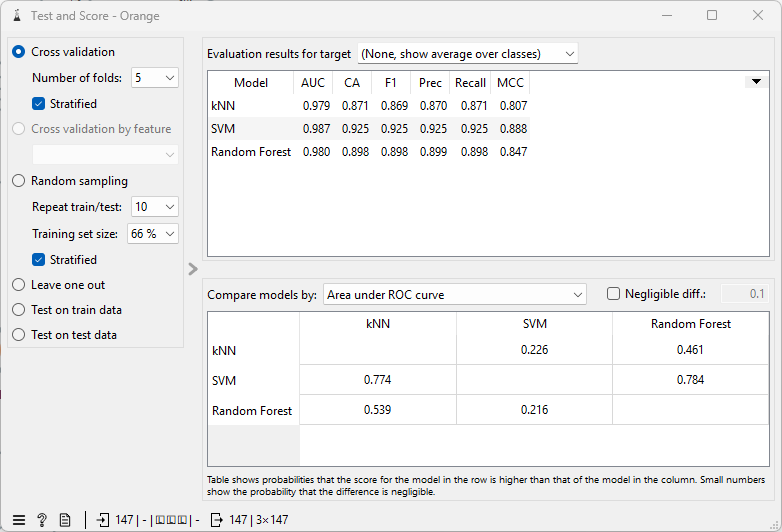 Test and Score - Orange
Cross validation
Number of folds: 5
Stratified
Cross validation by feature
Random sampling
Repeat train/test: 10
Training set size: 66 %
Stratified
Leave one out
Test on train data
Test on test data
Evaluation results for target (None, show average over classes)
Model AUC CA F1 Prec Recall MCC
kNN 0.979 0.871 0.869 0.870 0.871 0.807
SVM 0.987 0.925 0.925 0.925 0.925 0.888
Random Forest 0.980 0.898 0.898 0.899 0.898 0.847
Compare models by: Area under ROC curve Negligible diff.: 0.1
kNN SVM Random Forest
kNN 0.226 0.461
SVM 0.774 0.784
Random Forest 0.539 0.216
Table shows probabilities that the score for the model in the row is higher than that of the model in the column. Small numbers
show the probability that the difference is negligible.
147 | - | - 147 | 3×147